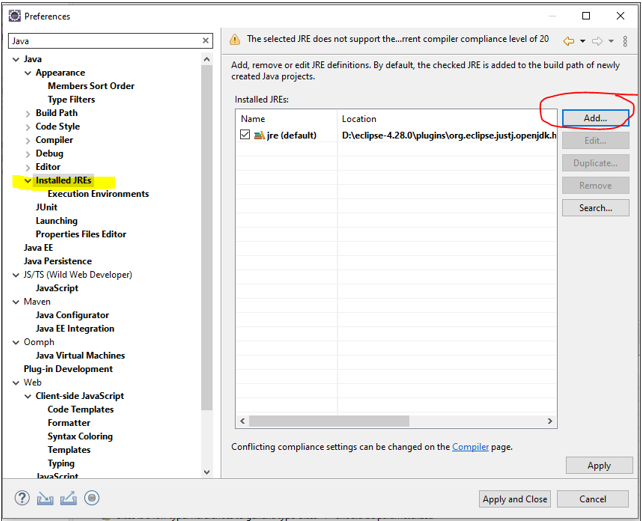 Preferences
Java
The selected JRE does not support the...rrent compiler compliance level of 20
Java
Appearance
Members Sort Order
Type Filters
Build Path
Code Style
Compiler
Debug
Editor
Installed JREs
Execution Environments
JUnit
Launching
Properties Files Editor
Java EE
Java Persistence
JS/TS (Wild Web Developer)
JavaScript
Maven
Java Configurator
Java EE Integration
Oomph
Java Virtual Machines
Plug-in Development
Web
Client-side JavaScript
Code Templates
Formatter
Syntax Coloring
Templates
Typing
JavaScript
Add, remove or edit JRE definitions. By default, the checked JRE is added to the build path of newly
created Java projects.
Installed JREs:
Name Location
jre (default) D:\eclipse-4.28.0\plugins\org.eclipse.justj.openjdk.h
Add...
Edit...
Duplicate...
Remove
Search...
Conflicting compliance settings can be changed on the Compiler page.
Apply
Apply and Close Cancel